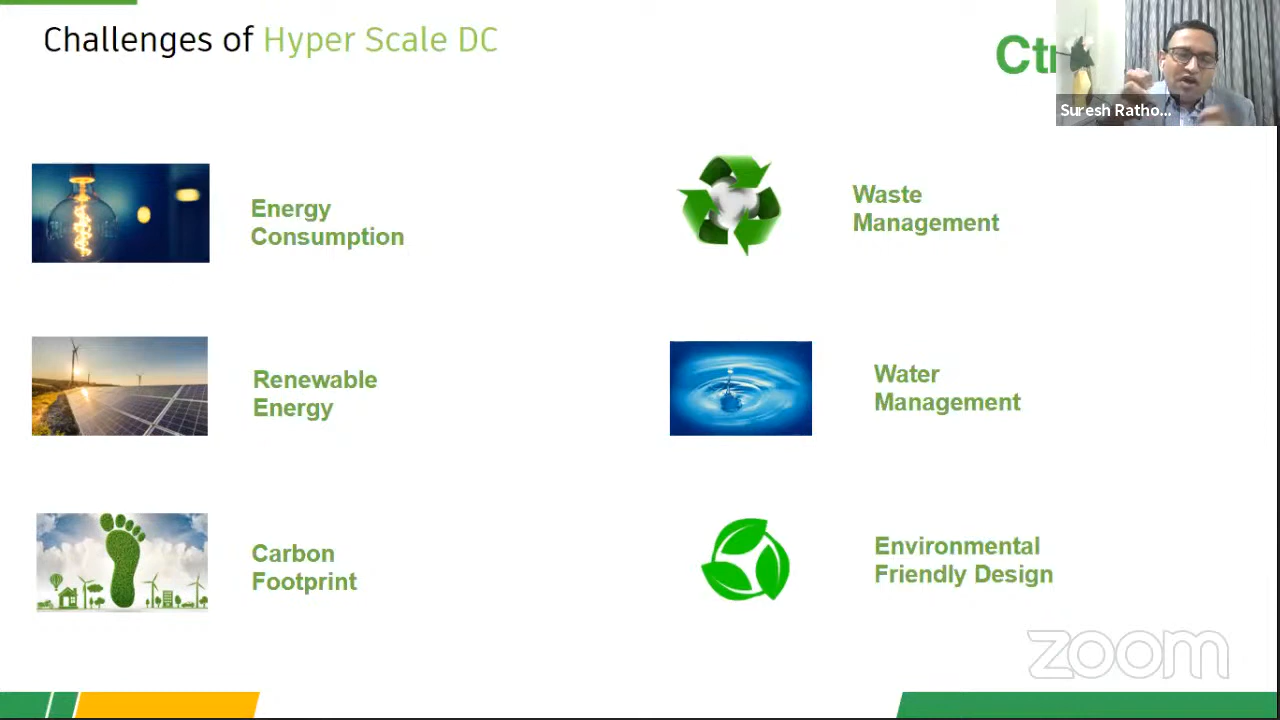 Challenges of Hyper Scale DC
Suresh Ratho...
Energy
Consumption
Waste
Management
Renewable
Energy
Water
Management
Carbon
Footprint
Environmental
Friendly Design
zoom